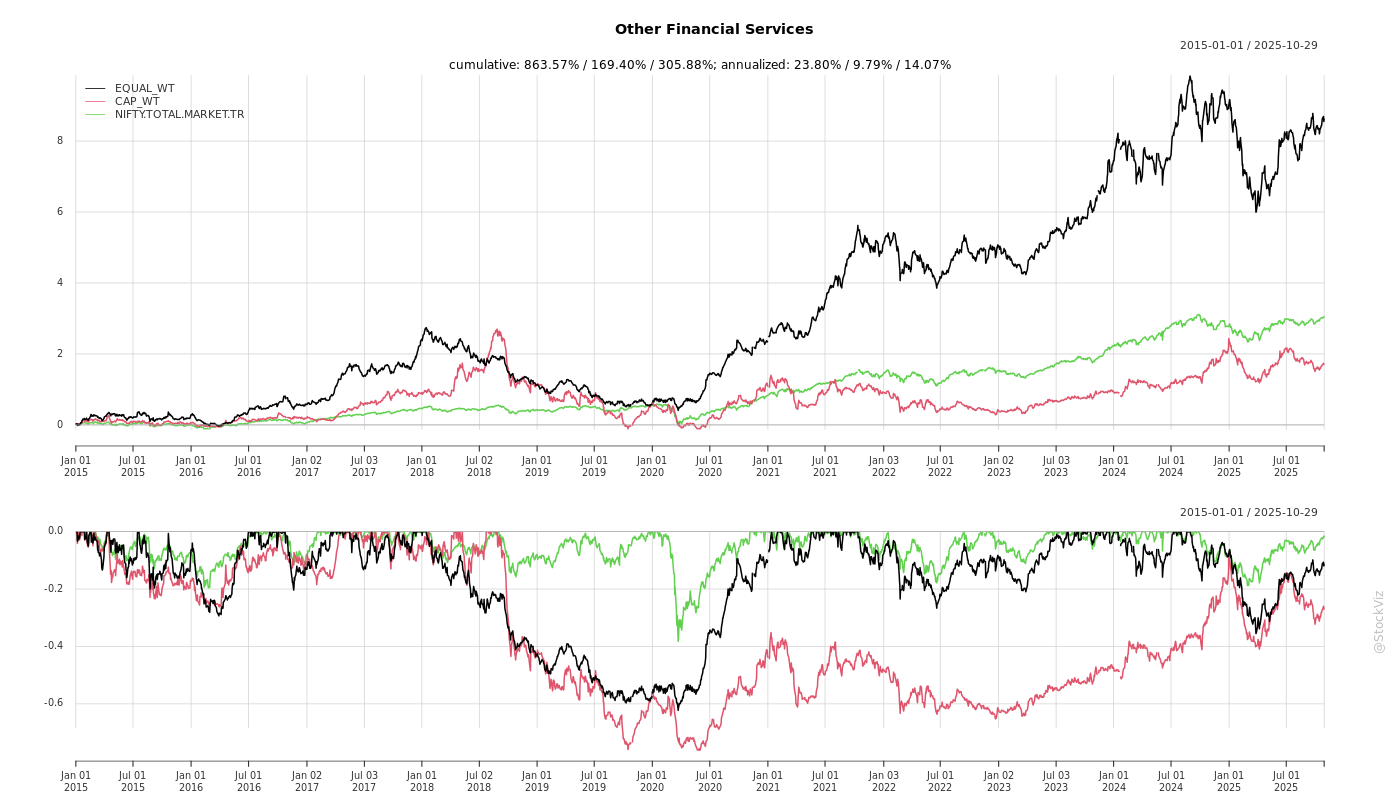 Other Financial Services
2015-01-01 / 2025-10-29
cumulative: 863.57% / 169.40% / 305.88%; annualized: 23.80% / 9.79% / 14.07%
EQUAL_WT
CAP_WT
NIFTY.TOTAL.MARKET.TR
8
6
4
2
0
Jan 01 Jul 01 Jan 01 Jul 01 Jan 02 Jul 03 Jan 01 Jul 02 Jan 01 Jul 01 Jan 01 Jul 01 Jan 01 Jul 01 Jan 03 Jul 01 Jan 02 Jul 03 Jan 01 Jul 01 Jan 01 Jul 01
2015 2015 2016 2016 2017 2017 2018 2018 2019 2019 2020 2020 2021 2021 2022 2022 2023 2023 2024 2024 2025 2025
2015-01-01 / 2025-10-29
0.0
-0.2
-0.4
-0.6
Jan 01 Jul 01 Jan 01 Jul 01 Jan 02 Jul 03 Jan 01 Jul 02 Jan 01 Jul 01 Jan 01 Jul 01 Jan 01 Jul 01 Jan 03 Jul 01 Jan 02 Jul 03 Jan 01 Jul 01 Jan 01 Jul 01
2015 2015 2016 2016 2017 2017 2018 2018 2019 2019 2020 2020 2021 2021 2022 2022 2023 2023 2024 2024 2025 2025
@StockViz